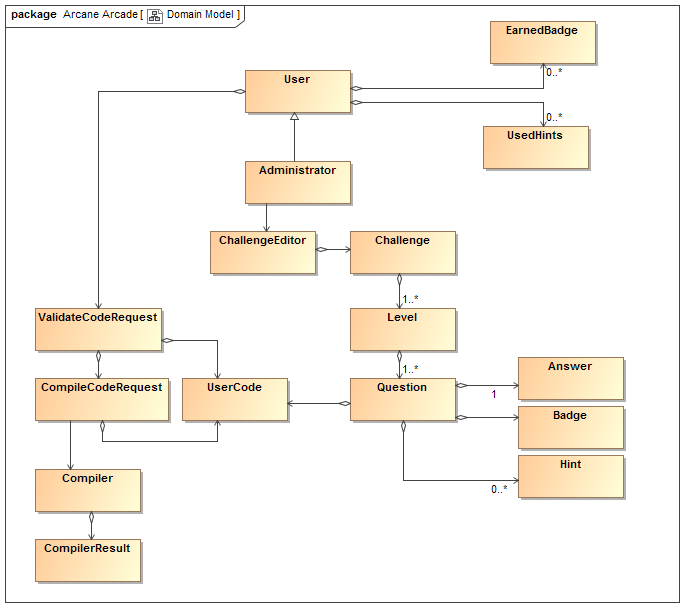 package Arcane Arcade [ Domain Model ]
EarnedBadge
0..*
User
0..*
UsedHints
Administrator
ChallengeEditor
Challenge
1..*
ValidateCodeRequest
Level
1..*
CompileCodeRequest
UserCode
Question
Answer
1
Badge
Hint
0..*
Compiler
CompilerResult